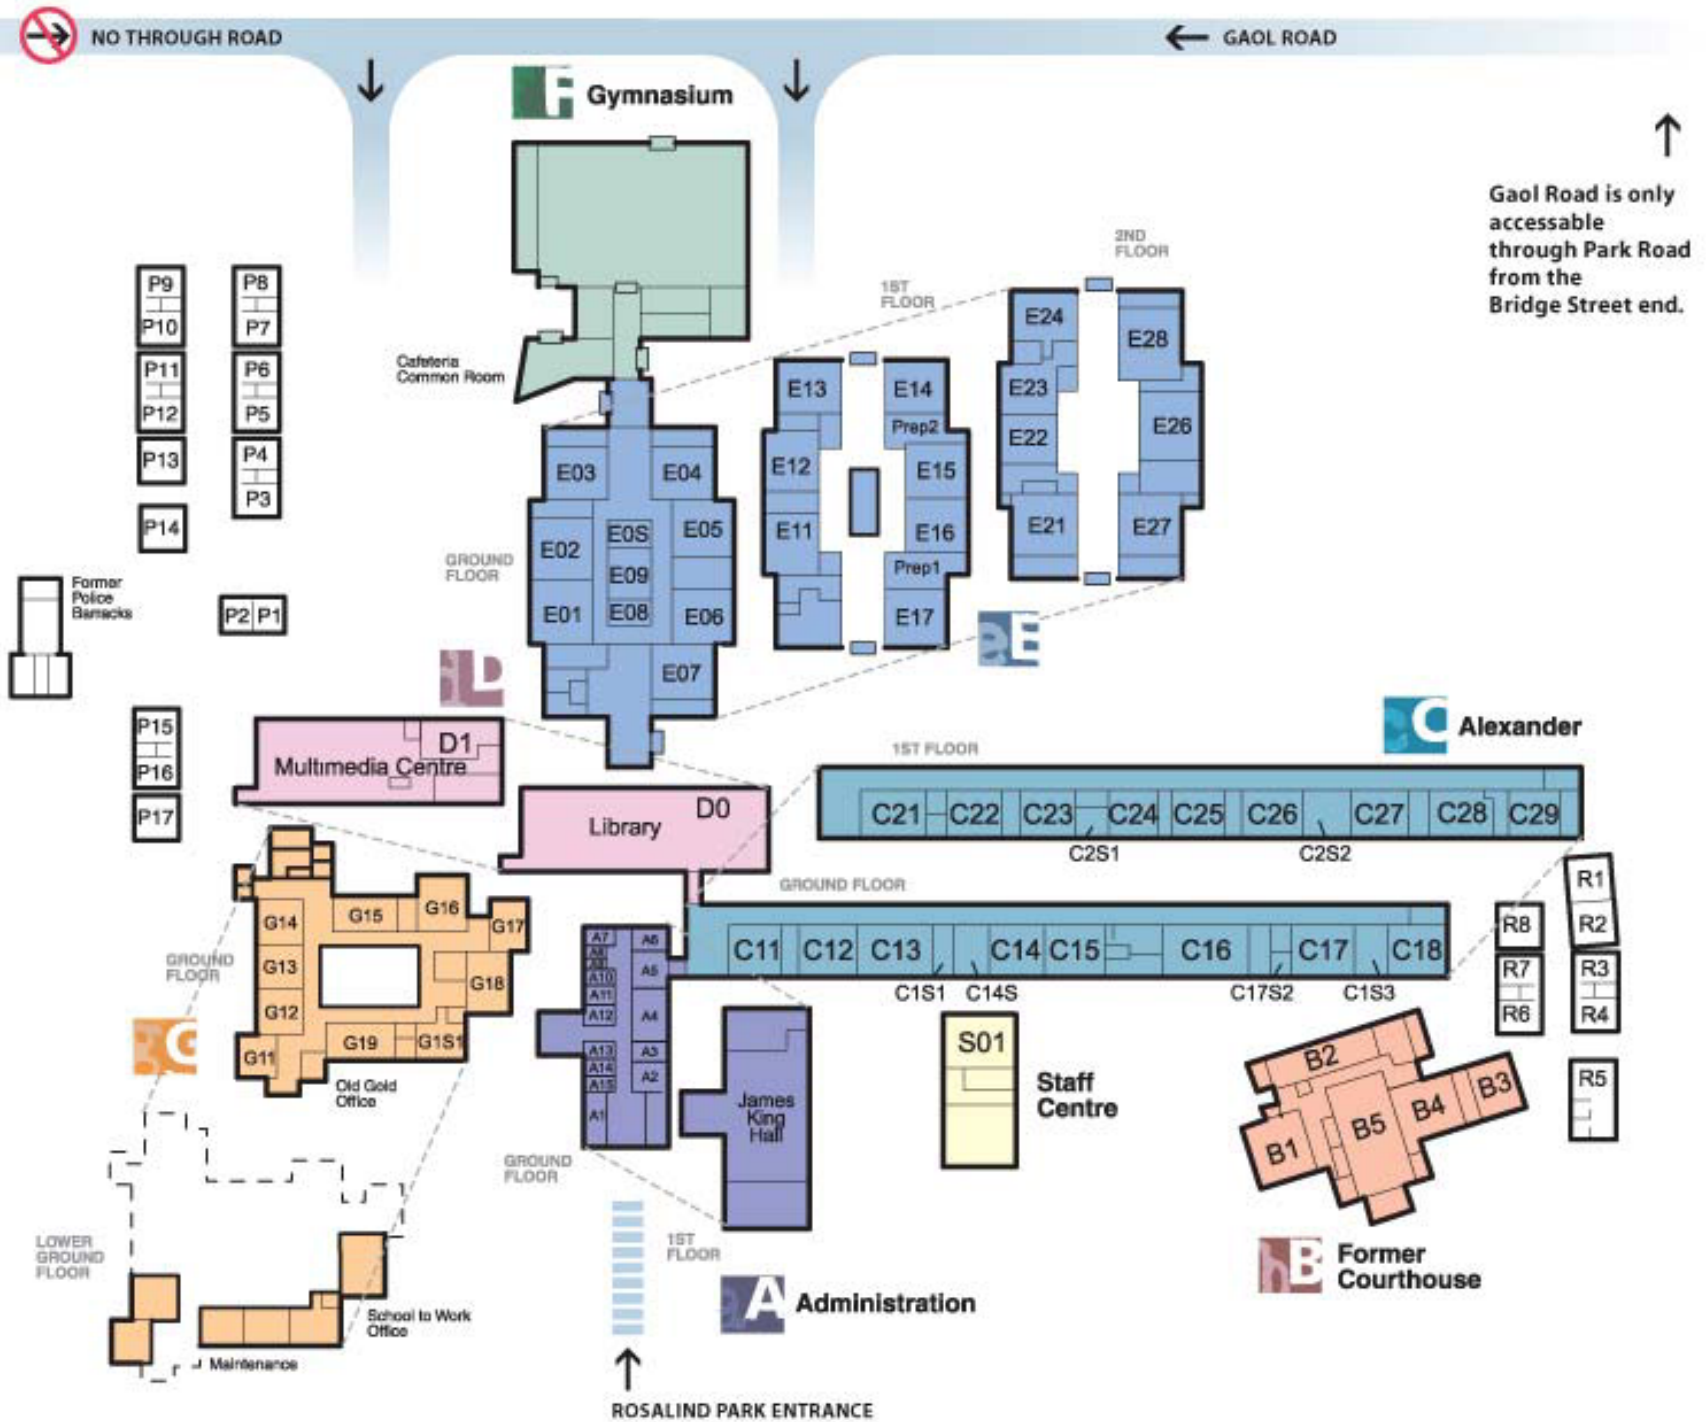 NO THROUGH ROAD
GAOL ROAD
F Gymnasium
Gaol Road is only
accessable
through Park Road
from the
Bridge Street end.
2ND
FLOOR
1ST
FLOOR
Cafeteria
Common Room
P9
P10
P11
P12
P13
P14
P8
P7
P6
P5
P4
P3
Former
Police
Barracks
P2 P1
P15
P16
P17
GROUND
FLOOR
E03
E04
E02
E0S
E05
E09
E01
E08
E06
E07
E13
E14
Prep2
E12
E15
E11
E16
Prep1
E17
E24
E28
E23
E22
E26
E21
E27
E
D
D1
Multimedia Centre
D0
Library
C Alexander
1ST FLOOR
C21 C22 C23 C24 C25 C26 C27 C28 C29
C2S1
C2S2
GROUND FLOOR
C11 C12 C13 C14 C15 C16 C17 C18
C1S1 C14S C17S2 C1S3
R1
R2
R8
R7
R6
R3
R4
R5
GROUND
FLOOR
G14
G15
G16
G17
G13
G18
G12
G11
G19
G1S1
G
Old Gold
Office
LOWER
GROUND
FLOOR
School to Work
Office
Maintenance
A7
A6
A8
A9
A10
A5
A11
A12
A4
A13
A3
A14
A15
A2
A1
GROUND
FLOOR
James
King
Hall
1ST
FLOOR
A Administration
S01
Staff
Centre
B2
B3
B4
B5
B1
B Former
Courthouse
ROSALIND PARK ENTRANCE